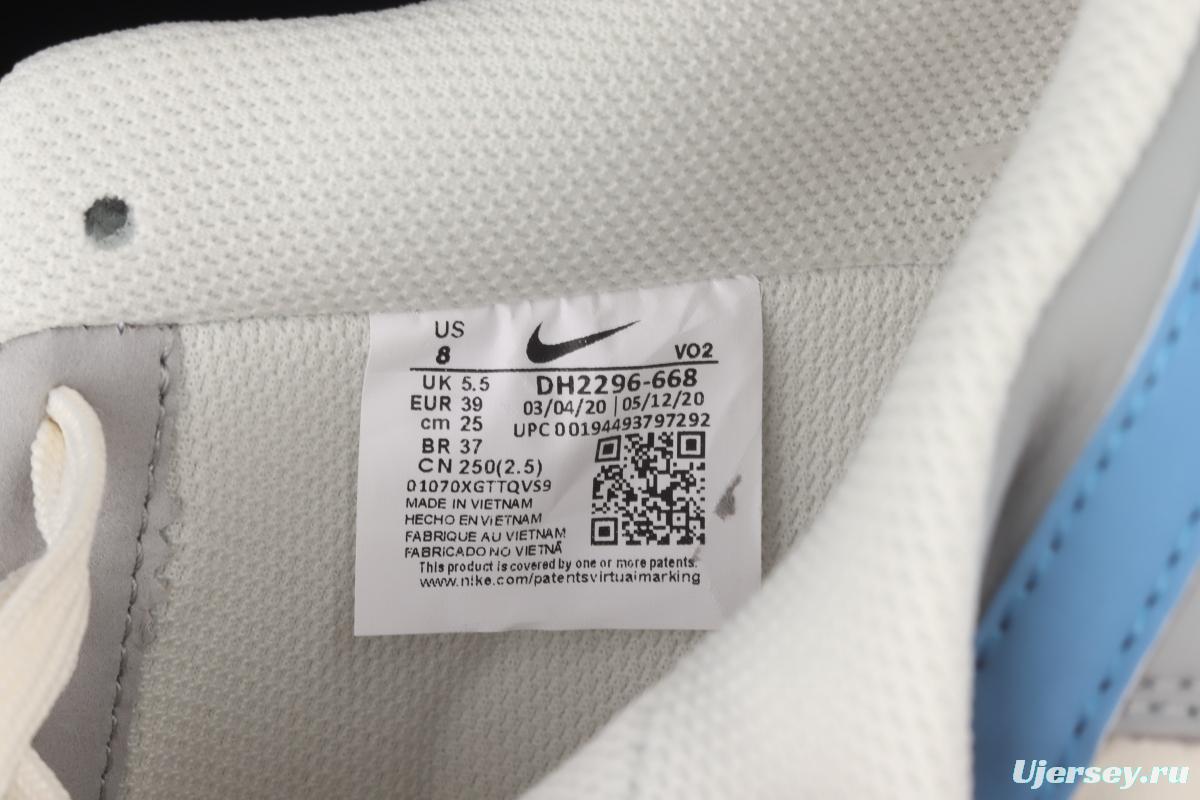 US
8
VO2
UK 5.5
DH2296-668
EUR 39
03/04/20 | 05/12/20
cm 25
UPC 0 00194493797292
BR 37
CN 250(2.5)
01070XGTTQVS9
MADE IN VIETNAM
HECHO EN VIETNAM
FABRIQUE AU VIETNAM
FABRICADO NO VIETNÃ
This product is covered by one or more patents.
www.nike.com/patentsvirtuaimarking
Ujersey.ru